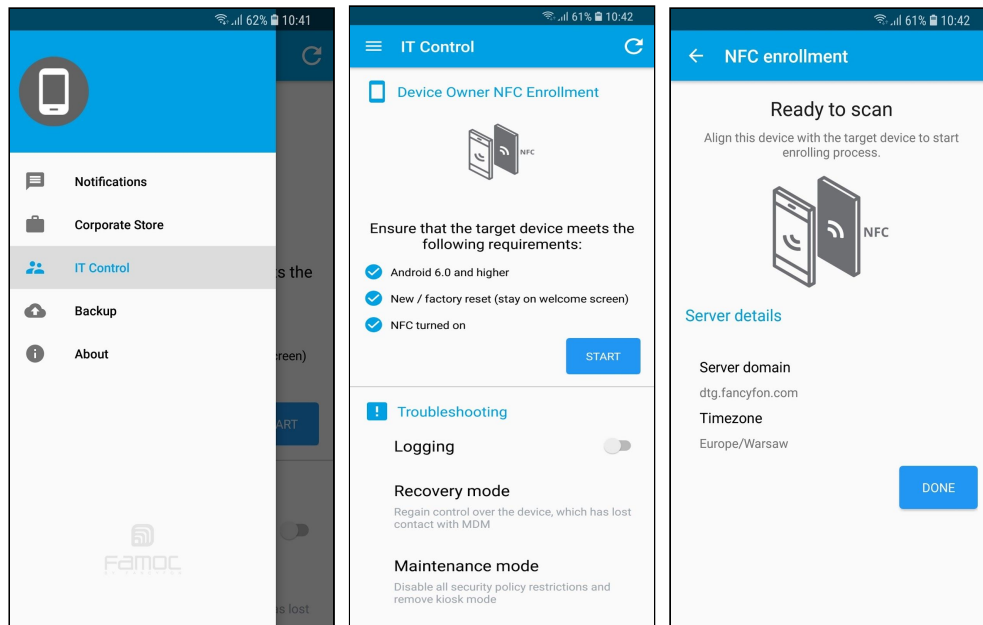 62% 10:41
Notifications
Corporate Store
IT Control
Backup
About
s the
reen)
ART
s lost
Famoc
61% 10:42
IT Control
Device Owner NFC Enrollment
NFC
Ensure that the target device meets the
following requirements:
Android 6.0 and higher
New / factory reset (stay on welcome screen)
NFC turned on
START
Troubleshooting
Logging
Recovery mode
Regain control over the device, which has lost
contact with MDM
Maintenance mode
Disable all security policy restrictions and
remove kiosk mode
61% 10:42
NFC enrollment
Ready to scan
Align this device with the target device to start
enrolling process.
NFC
Server details
Server domain
dtg.fancyfon.com
Timezone
Europe/Warsaw
DONE